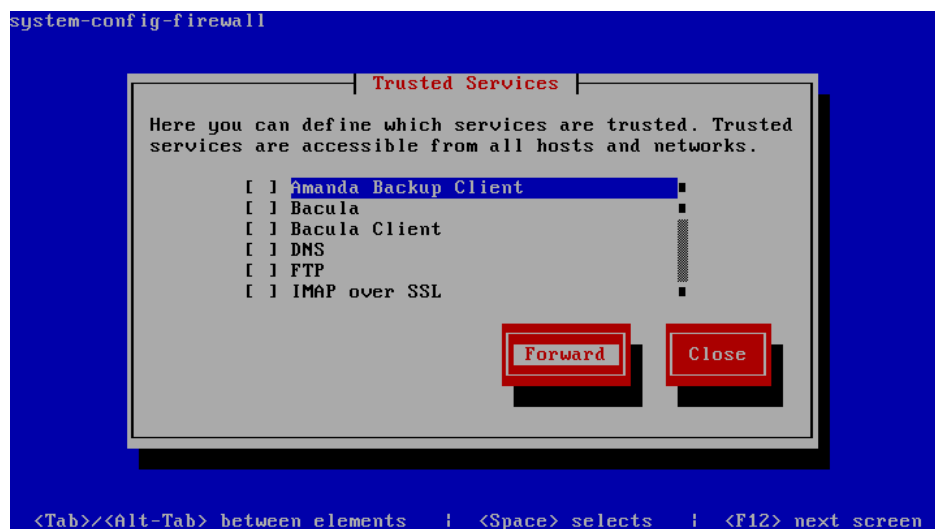 system-config-firewall
Trusted Services
Here you can define which services are trusted. Trusted
services are accessible from all hosts and networks.
[ ] Amanda Backup Client
[ ] Bacula
[ ] Bacula Client
[ ] DNS
[ ] FTP
[ ] IMAP over SSL
Forward Close
<Tab>/<Alt-Tab> between elements | <Space> selects | <F12> next screen